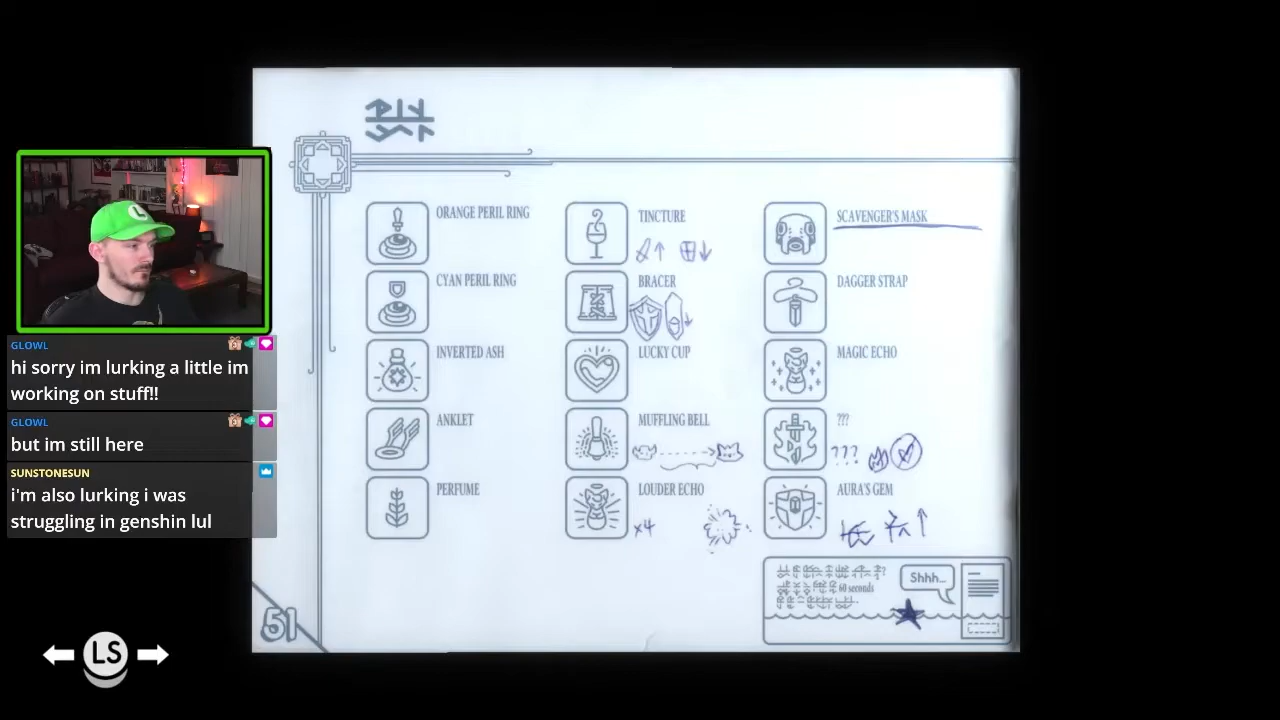 ORANGE PERIL RING
CYAN PERIL RING
INVERTED ASH
ANKLET
PERFUME
TINCTURE
BRACER
LUCKY CUP
MUFFLING BELL
LOUDER ECHO
x4
SCAVENGER'S MASK
DAGGER STRAP
MAGIC ECHO
???
???
AURA'S GEM
60 seconds
Shhh...
51
LS
GLOWL
hi sorry im lurking a little im
working on stuff!!
GLOWL
but im still here
SUNSTONESUN
i'm also lurking i was
struggling in genshin lul
L